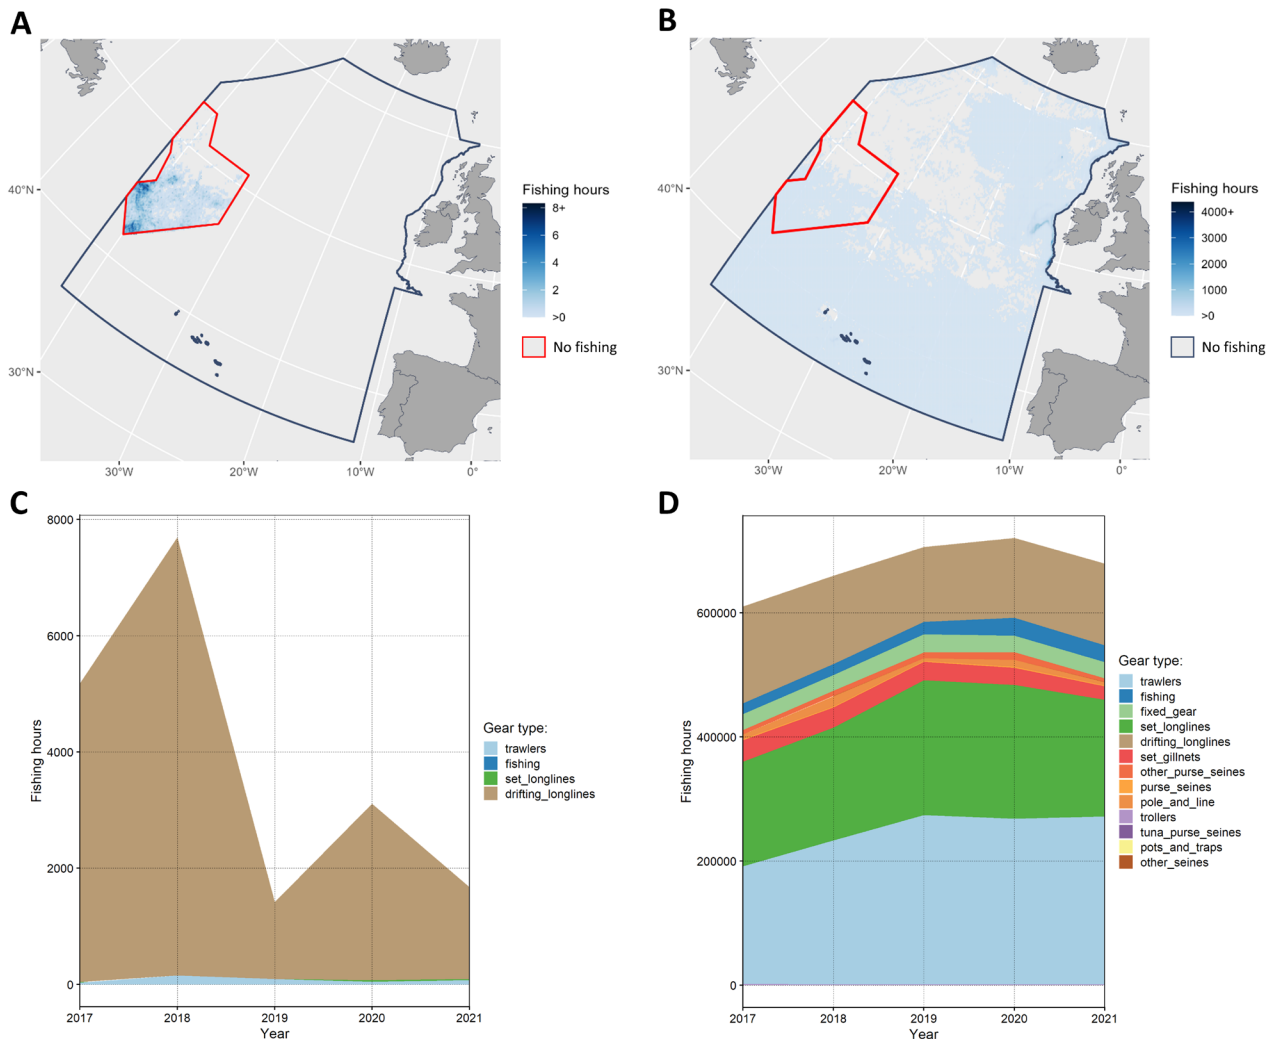 A
40°N
30°N
30°W
20°W
10°W
0°
Fishing hours
8+
6
4
2
>0
No fishing
B
40°N
30°N
30°W
20°W
10°W
0°
Fishing hours
4000+
3000
2000
1000
>0
No fishing
C
8000
6000
4000
2000
0
Fishing hours
2017
2018
2019
2020
2021
Year
Gear type:
trawlers
fishing
set_longlines
drifting_longlines
D
600000
400000
200000
0
Fishing hours
2017
2018
2019
2020
2021
Year
Gear type:
trawlers
fishing
fixed_gear
set_longlines
drifting_longlines
set_gillnets
other_purse_seines
purse_seines
pole_and_line
trollers
tuna_purse_seines
pots_and_traps
other_seines